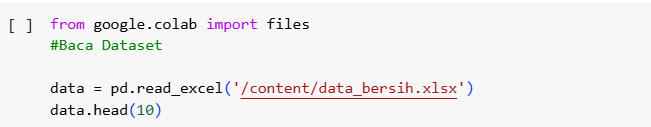 [ ] from google.colab import files
#Baca Dataset
data = pd.read_excel('/content/data_bersih.xlsx')
data.head(10)